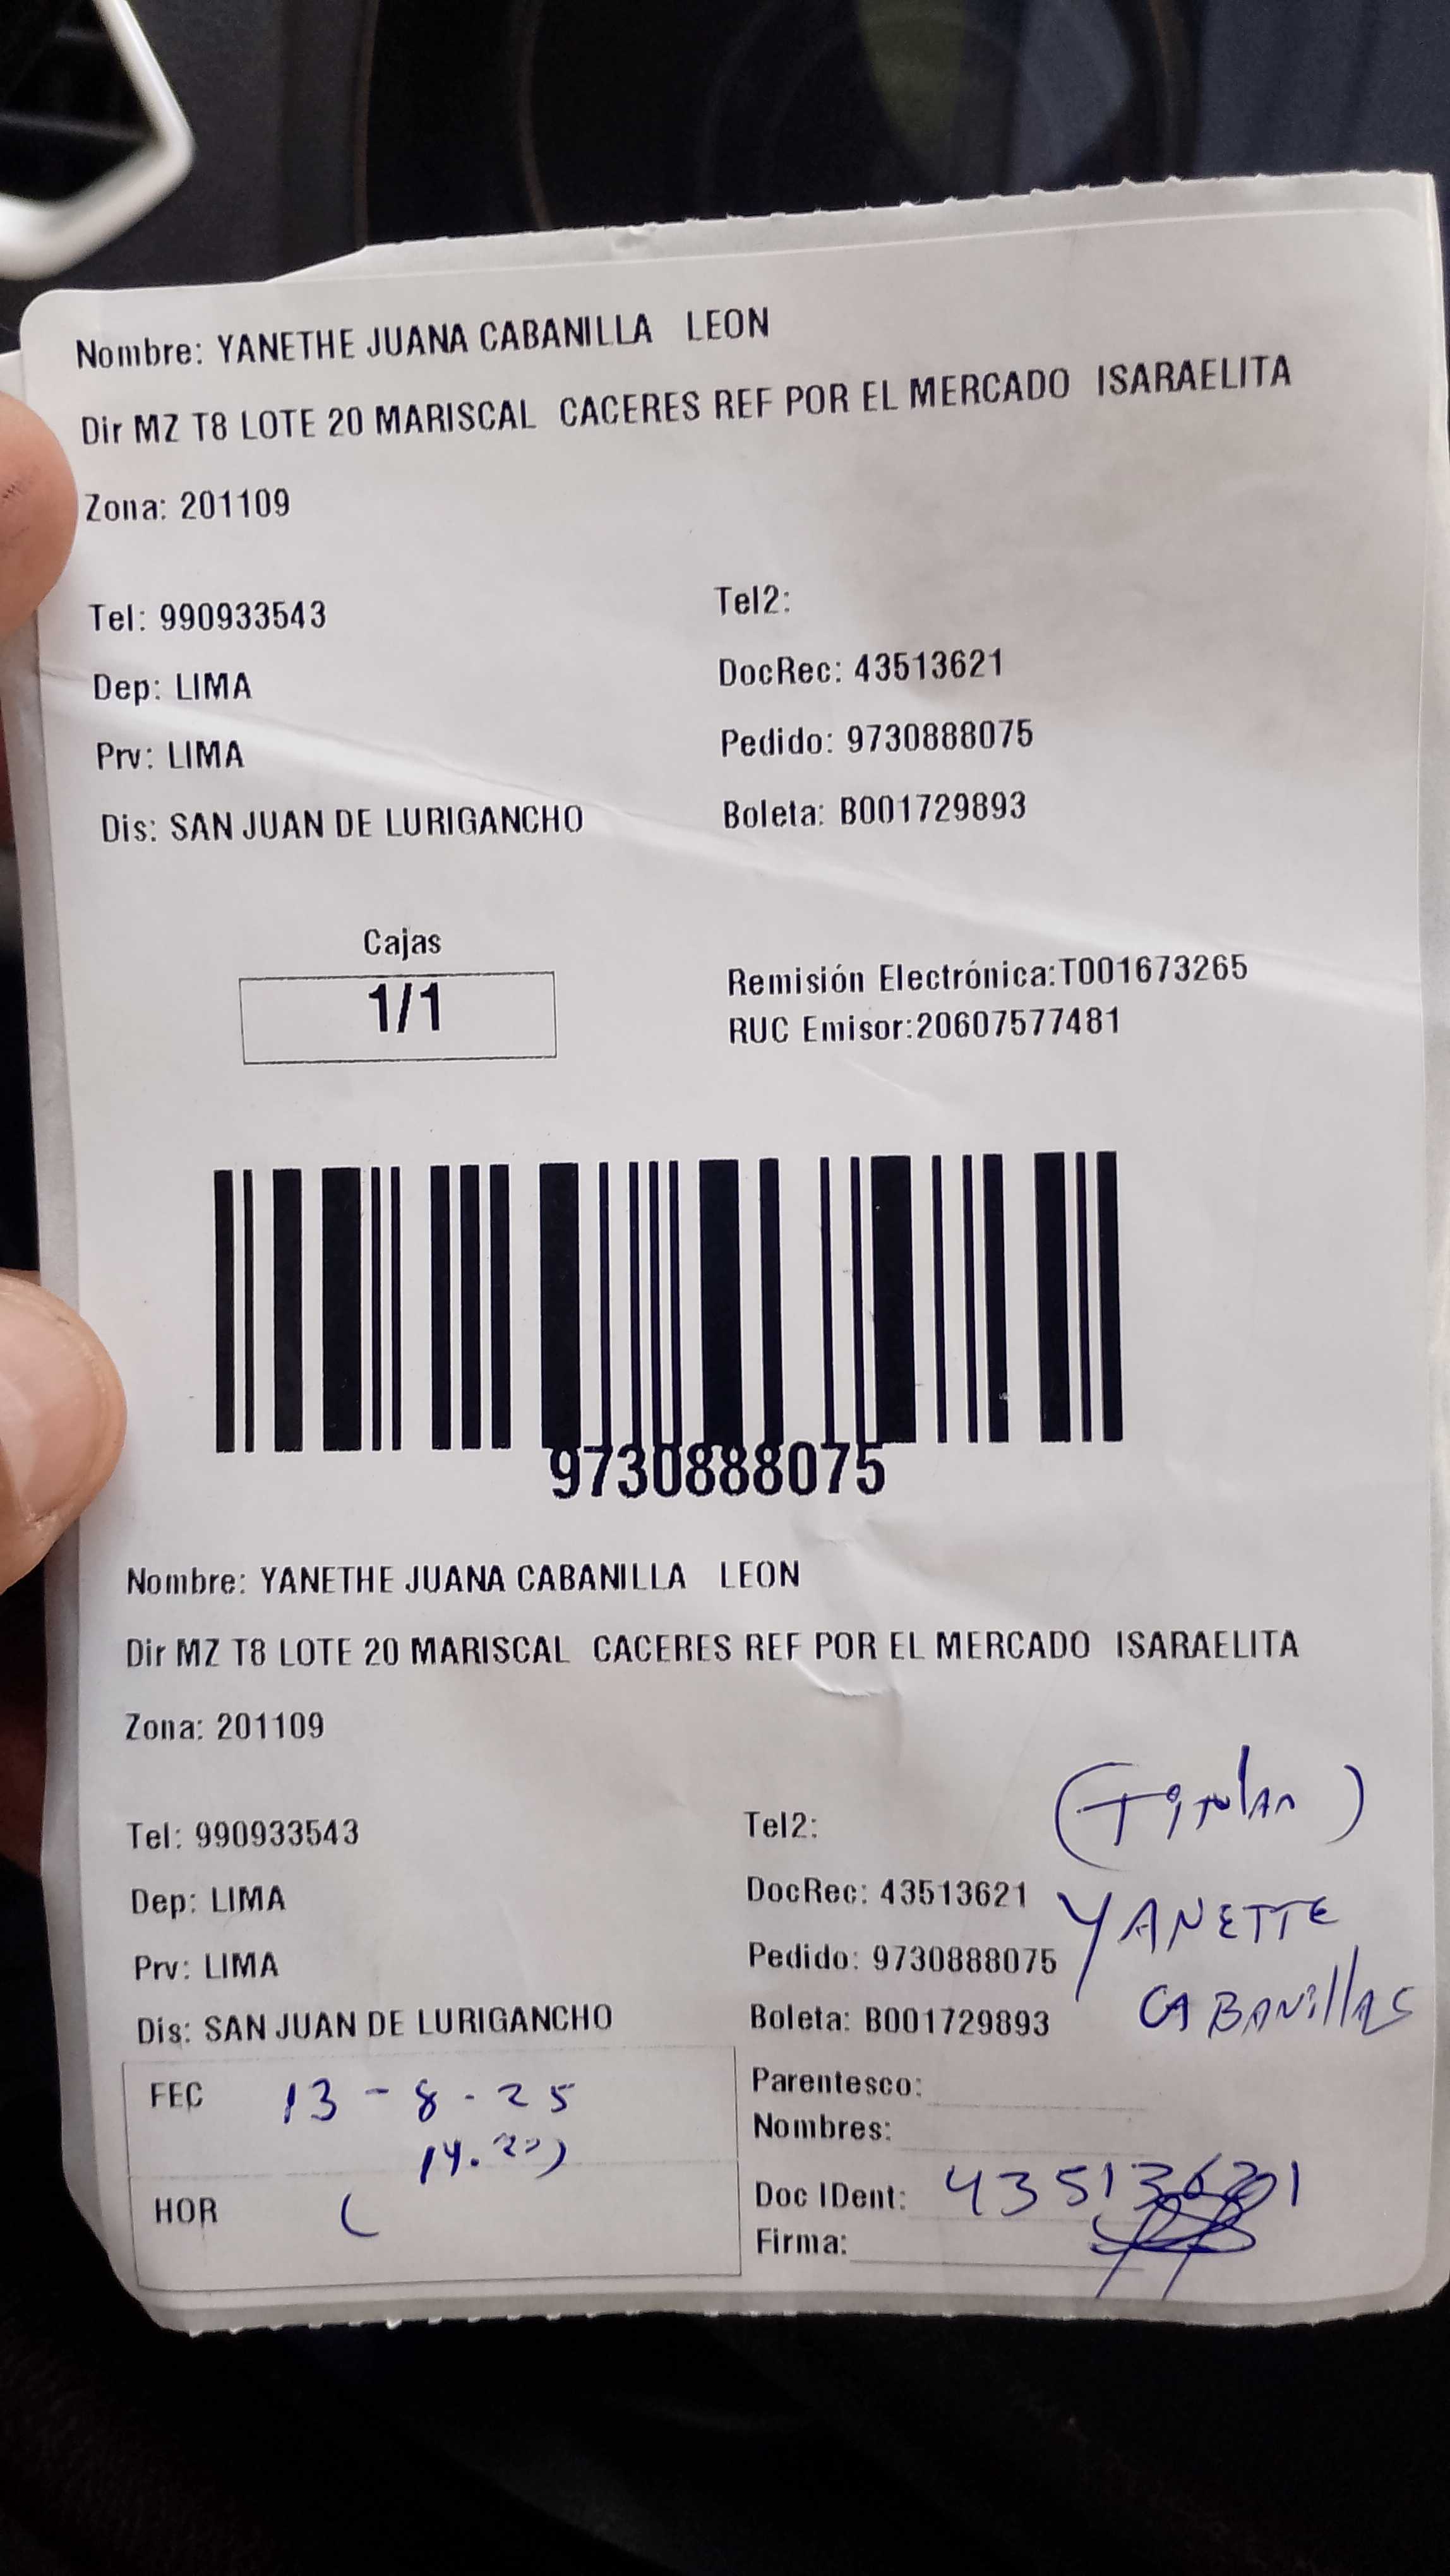 Nombre: YANETHE JUANA CABANILLA LEON
Dir MZ T8 LOTE 20 MARISCAL CACERES REF POR EL MERCADO ISARAELITA
Zona: 201109
Tel: 990933543 Tel2:
Dep: LIMA DocRec: 43513621
Prv: LIMA Pedido: 9730888075
Dis: SAN JUAN DE LURIGANCHO Boleta: B001729893
Cajas
1/1
Remisión Electrónica:T001673265
RUC Emisor:20607577481
9730888075
Nombre: YANETHE JUANA CABANILLA LEON
Dir MZ T8 LOTE 20 MARISCAL CACERES REF POR EL MERCADO ISARAELITA
Zona: 201109
(Titular)
Tel: 990933543 Tel2:
Dep: LIMA DocRec: 43513621
YANETTE
Prv: LIMA Pedido: 9730888075
CABANillAS
Dis: SAN JUAN DE LURIGANCHO Boleta: B001729893
FEC 13-8-25
Parentesco:
Nombres:
HOR
Doc IDent: 43513621
Firma: